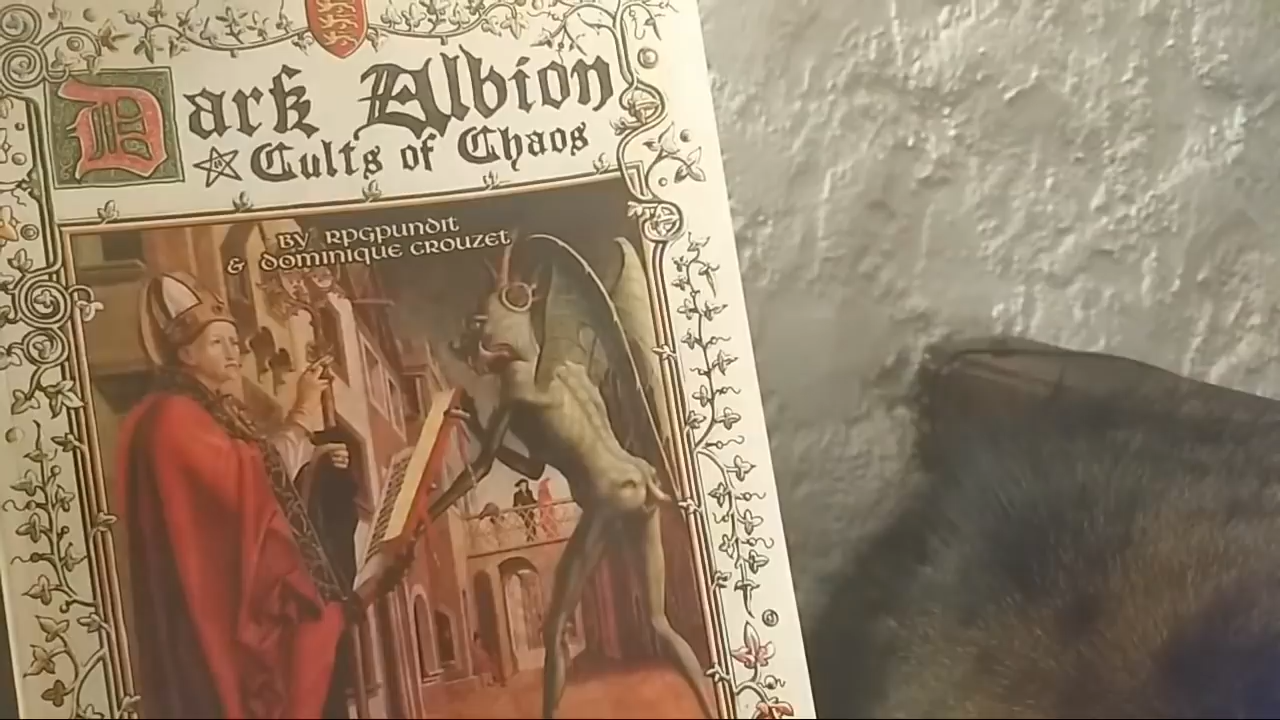 Dark Albion
Cults of Chaos
BY RPGPUNDIT
& DOMINIQUE CROUZET